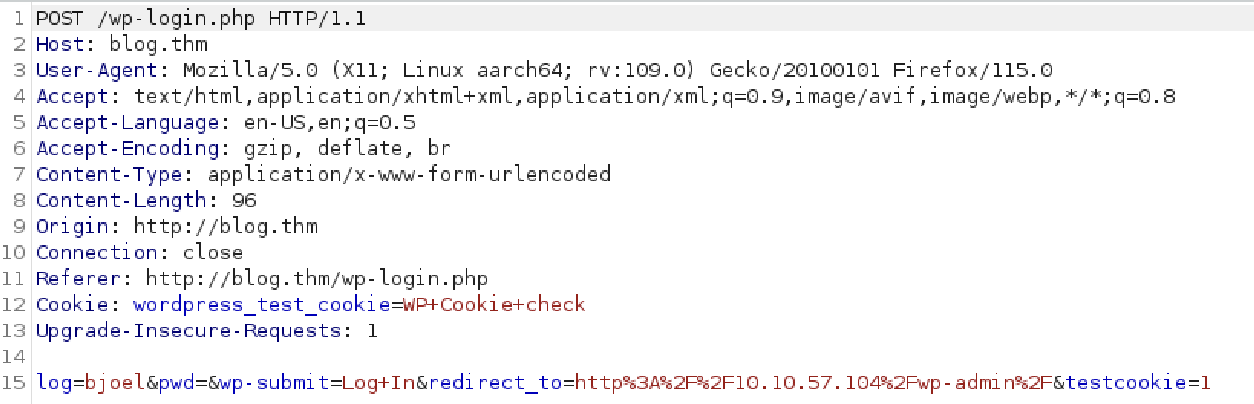 1 POST /wp-login.php HTTP/1.1
2 Host: blog.thm
3 User-Agent: Mozilla/5.0 (X11; Linux aarch64; rv:109.0) Gecko/20100101 Firefox/115.0
4 Accept: text/html,application/xhtml+xml,application/xml;q=0.9,image/avif,image/webp,*/*;q=0.8
5 Accept-Language: en-US,en;q=0.5
6 Accept-Encoding: gzip, deflate, br
7 Content-Type: application/x-www-form-urlencoded
8 Content-Length: 96
9 Origin: http://blog.thm
10 Connection: close
11 Referer: http://blog.thm/wp-login.php
12 Cookie: wordpress_test_cookie=WP+Cookie+check
13 Upgrade-Insecure-Requests: 1
14
15 log=bjoel&pwd=&wp-submit=Log+In&redirect_to=http%3A%2F%2F10.10.57.104%2Fwp-admin%2F&testcookie=1